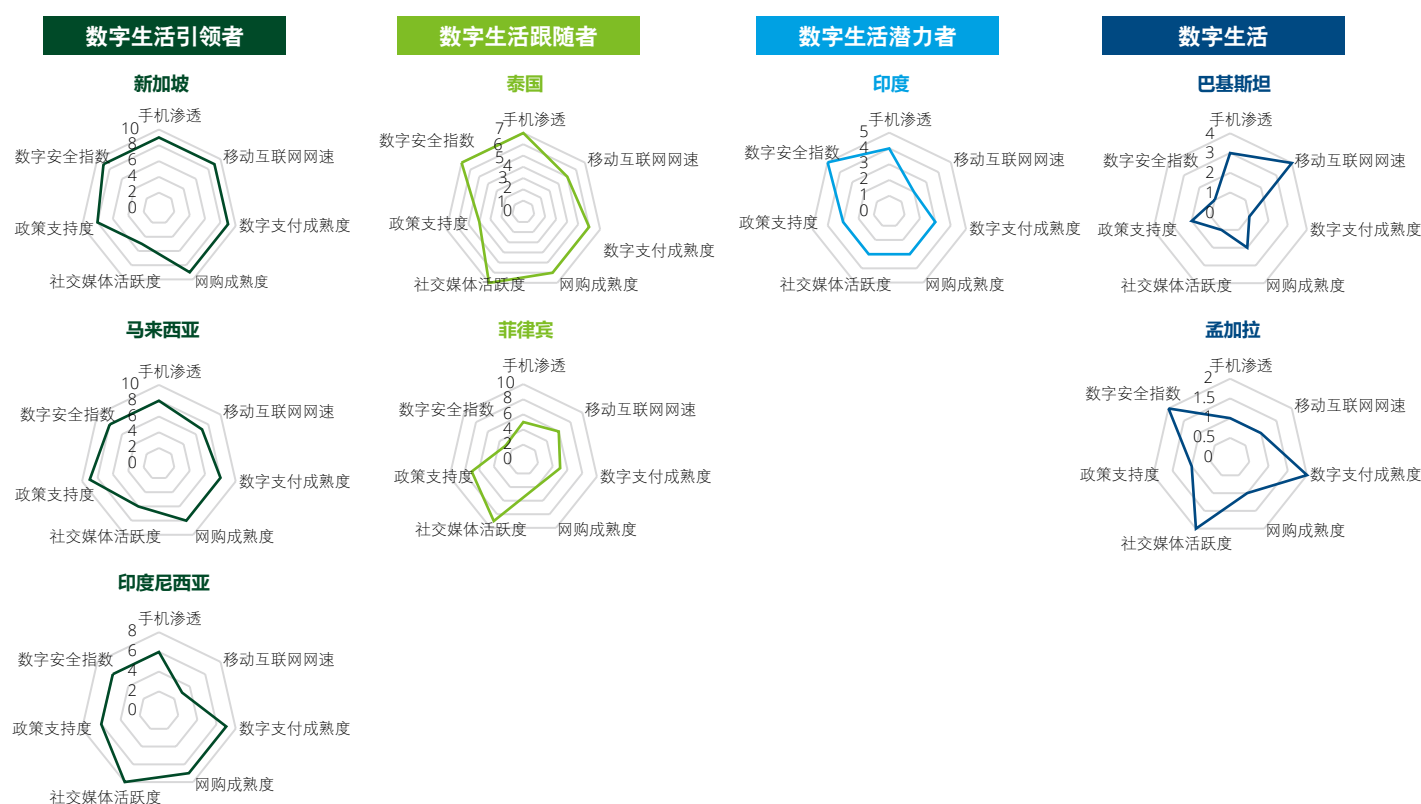 数字生活引领者
数字生活跟随者
数字生活潜力者
数字生活
新加坡
手机渗透
移动互联网网速
数字支付成熟度
网购成熟度
社交媒体活跃度
政策支持度
数字安全指数
10
8
6
4
2
0
泰国
手机渗透
移动互联网网速
数字支付成熟度
网购成熟度
社交媒体活跃度
政策支持度
数字安全指数
7
6
5
4
3
2
1
0
印度
手机渗透
移动互联网网速
数字支付成熟度
网购成熟度
社交媒体活跃度
政策支持度
数字安全指数
5
4
3
2
1
0
巴基斯坦
手机渗透
移动互联网网速
数字支付成熟度
网购成熟度
社交媒体活跃度
政策支持度
数字安全指数
4
3
2
1
0
马来西亚
手机渗透
移动互联网网速
数字支付成熟度
网购成熟度
社交媒体活跃度
政策支持度
数字安全指数
10
8
6
4
2
0
菲律宾
手机渗透
移动互联网网速
数字支付成熟度
网购成熟度
社交媒体活跃度
政策支持度
数字安全指数
10
8
6
4
2
0
孟加拉
手机渗透
移动互联网网速
数字支付成熟度
网购成熟度
社交媒体活跃度
政策支持度
数字安全指数
2
1.5
1
0.5
0
印度尼西亚
手机渗透
移动互联网网速
数字支付成熟度
网购成熟度
社交媒体活跃度
政策支持度
数字安全指数
8
6
4
2
0